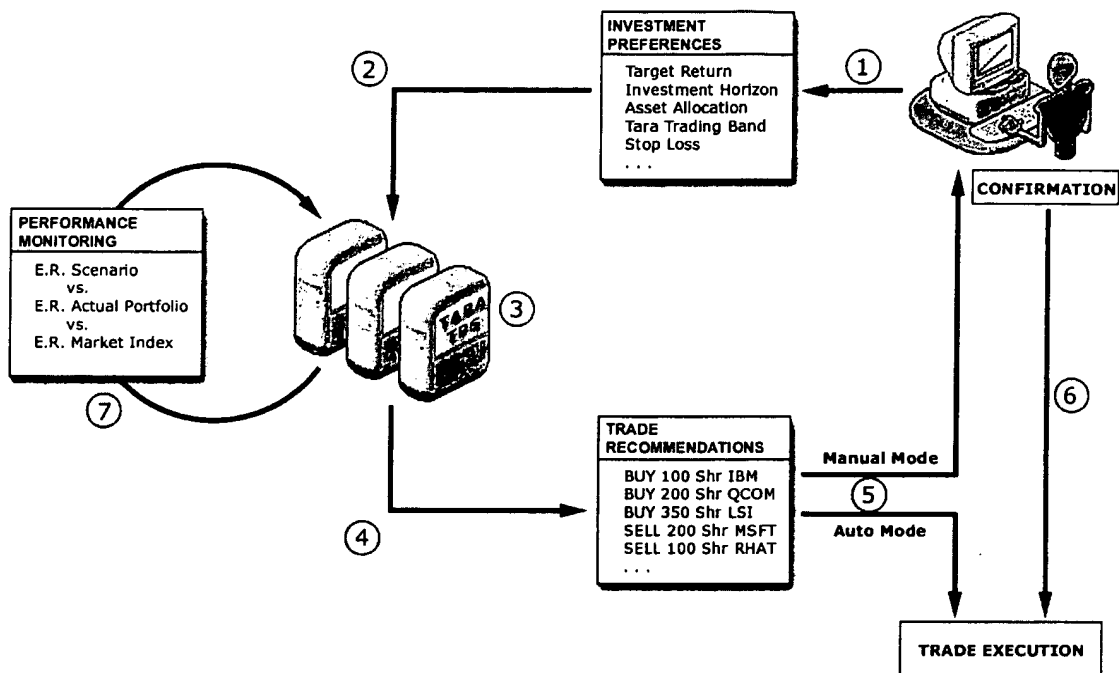 INVESTMENT
PREFERENCES
Target Return
Investment Horizon
Asset Allocation
Tara Trading Band
Stop Loss
. . .
1
2
CONFIRMATION
PERFORMANCE
MONITORING
E.R. Scenario
vs.
E.R. Actual Portfolio
vs.
E.R. Market Index
TARA
3
7
TRADE
RECOMMENDATIONS
BUY 100 Shr IBM
BUY 200 Shr QCOM
BUY 350 Shr LSI
SELL 200 Shr MSFT
SELL 100 Shr RHAT
. . .
4
Manual Mode
5
Auto Mode
6
TRADE EXECUTION